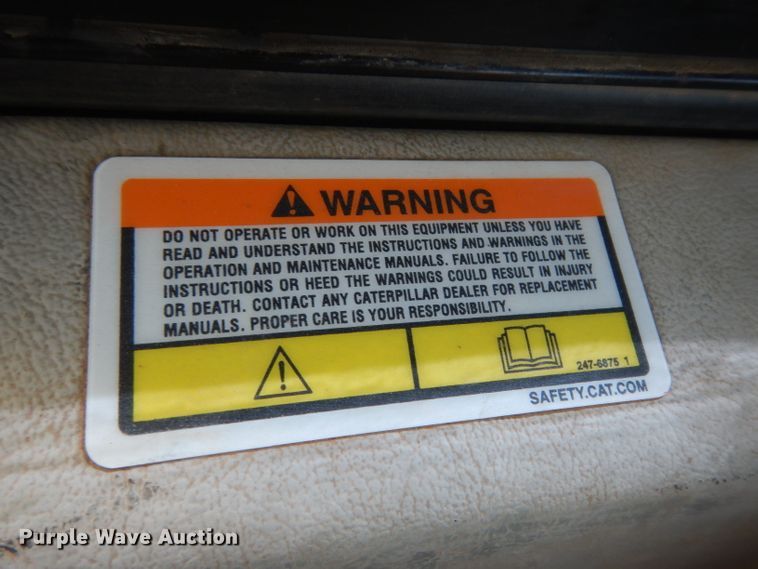 WARNING
DO NOT OPERATE OR WORK ON THIS EQUIPMENT UNLESS YOU HAVE
READ AND UNDERSTAND THE INSTRUCTIONS AND WARNINGS IN THE
OPERATION AND MAINTENANCE MANUALS. FAILURE TO FOLLOW THE
INSTRUCTIONS OR HEED THE WARNINGS COULD RESULT IN INJURY
OR DEATH. CONTACT ANY CATERPILLAR DEALER FOR REPLACEMENT
MANUALS. PROPER CARE IS YOUR RESPONSIBILITY.
247-6875 1
SAFETY.CAT.COM
Purple Wave Auction